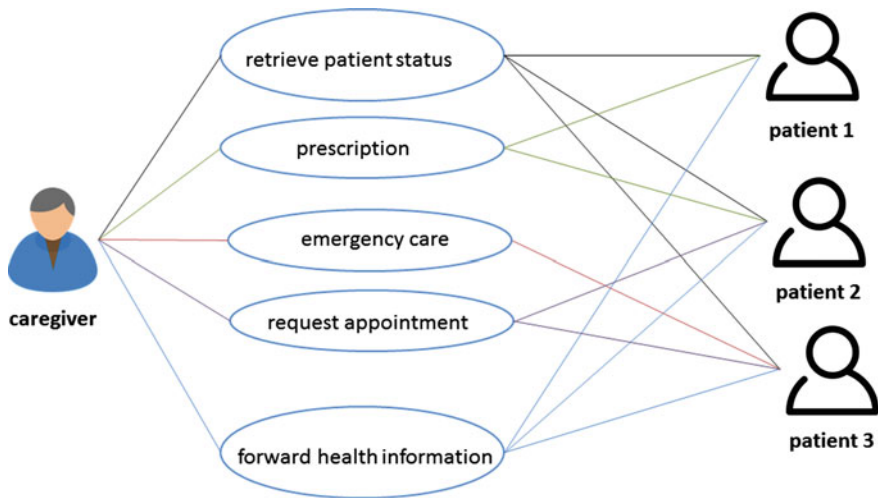 retrieve patient status
prescription
emergency care
request appointment
forward health information
caregiver
patient 1
patient 2
patient 3